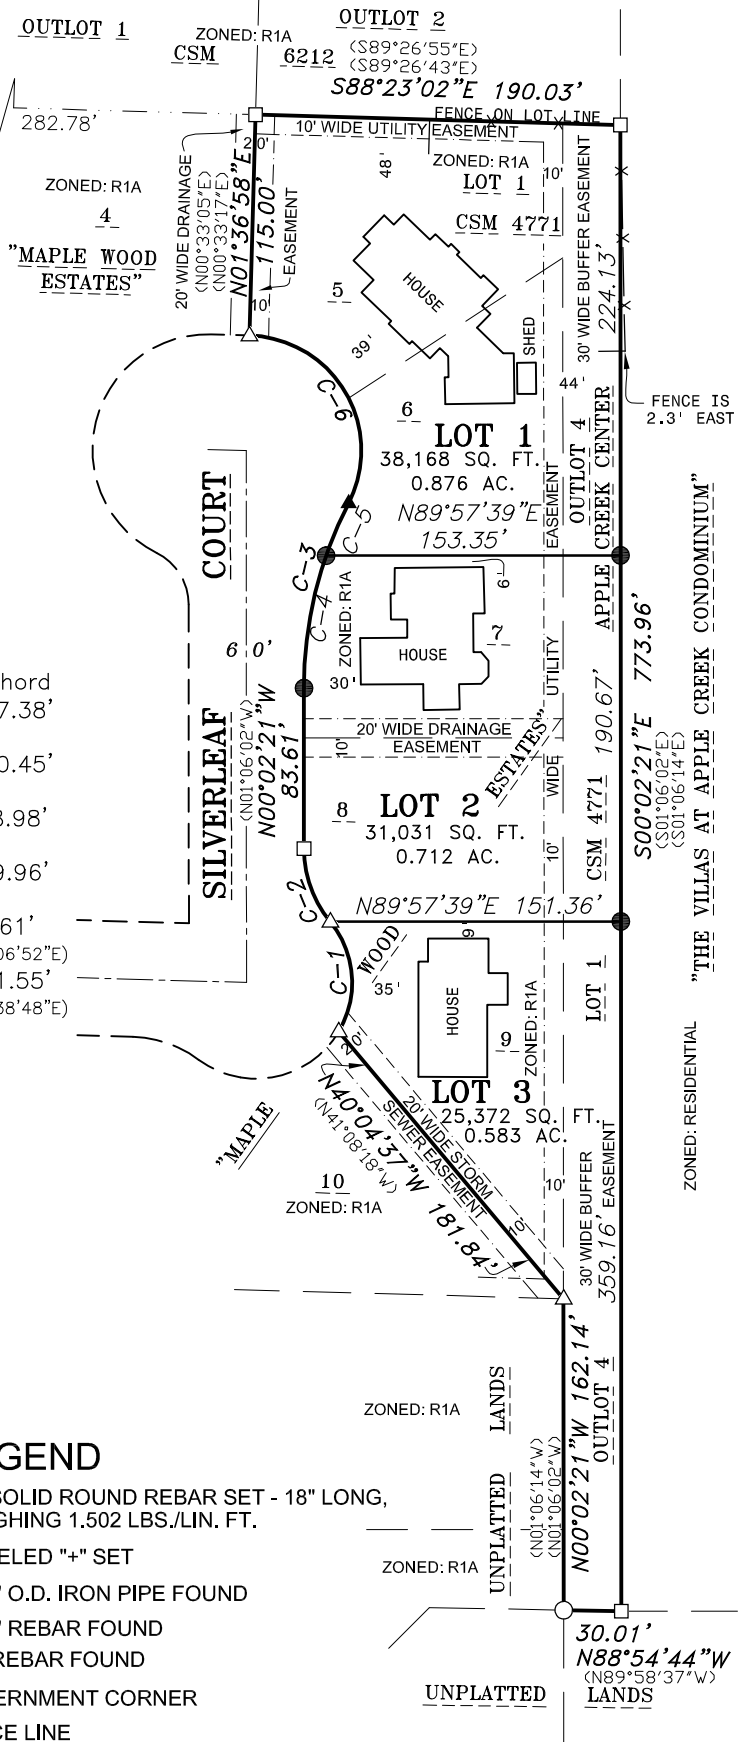 OUTLOT 1
OUTLOT 2
ZONED: R1A
CSM 6212
(S89°26'55"E)
(S89°26'43"E)
S88°23'02"E 190.03'
282.78'
FENCE ON LOT LINE
10' WIDE UTILITY EASEMENT
20'
48'
ZONED: R1A
LOT 1
10'
CSM 4771
ZONED: R1A
4
"MAPLE WOOD
ESTATES"
20' WIDE DRAINAGE
EASEMENT
(N00°33'05"E)
(N00°33'17"E)
N01°36'58"E
115.00'
10'
30' WIDE BUFFER EASEMENT
224.13'
5
HOUSE
39'
SHED
44'
FENCE IS
2.3' EAST
C-6
6
LOT 1
38,168 SQ. FT.
0.876 AC.
OUTLOT 4
APPLE CREEK CENTER
EASEMENT
N89°57'39"E
153.35'
C-5
C-3
COURT
C-4
ZONED: R1A
6'
7
HOUSE
60'
30'
UTILITY
SILVERLEAF
(N01°06'02"W)
N00°02'21"W
83.61'
20' WIDE DRAINAGE
EASEMENT
10'
ESTATES"
WIDE
10'
190.67'
S00°02'21"E 773.96'
(S01°06'02"E)
(S01°06'14"E)
"THE VILLAS AT APPLE CREEK CONDOMINIUM"
hord
7.38'
0.45'
3.98'
9.96'
61'
06'52"E)
1.55'
38'48"E)
8
LOT 2
31,031 SQ. FT.
0.712 AC.
CSM 4771
C-2
N89°57'39"E 151.36'
WOOD
9'
C-1
35'
HOUSE
9
ZONED: R1A
LOT 1
20'
LOT 3
25,372 SQ. FT.
0.583 AC.
N40°04'37"W 181.84'
(N41°08'18"W)
20' WIDE STORM
SEWER EASEMENT
10'
10'
"MAPLE
10
ZONED: R1A
30' WIDE BUFFER
EASEMENT
359.16'
ZONED: RESIDENTIAL
ZONED: R1A
UNPLATTED LANDS
(N01°06'14"W)
(N01°06'02"W)
N00°02'21"W 162.14'
OUTLOT 4
ZONED: R1A
30.01'
N88°54'44"W
(N89°58'37"W)
UNPLATTED LANDS
GEND
SOLID ROUND REBAR SET - 18" LONG,
GHING 1.502 LBS./LIN. FT.
ELED "+" SET
" O.D. IRON PIPE FOUND
" REBAR FOUND
REBAR FOUND
ERNMENT CORNER
CE LINE